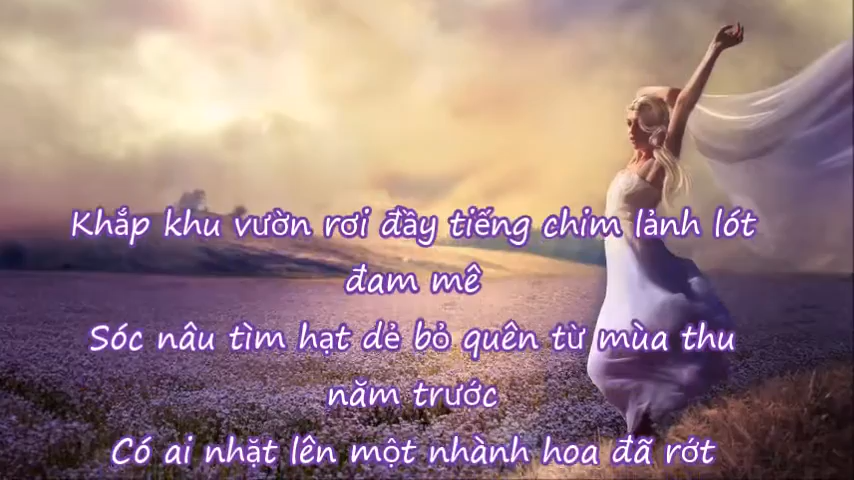 Khắp khu vườn rơi đầy tiếng chim lảnh lót
đam mê
Sóc nâu tìm hạt dẻ bỏ quên từ mùa thu
năm trước
Có ai nhặt lên một nhành hoa đã rớt